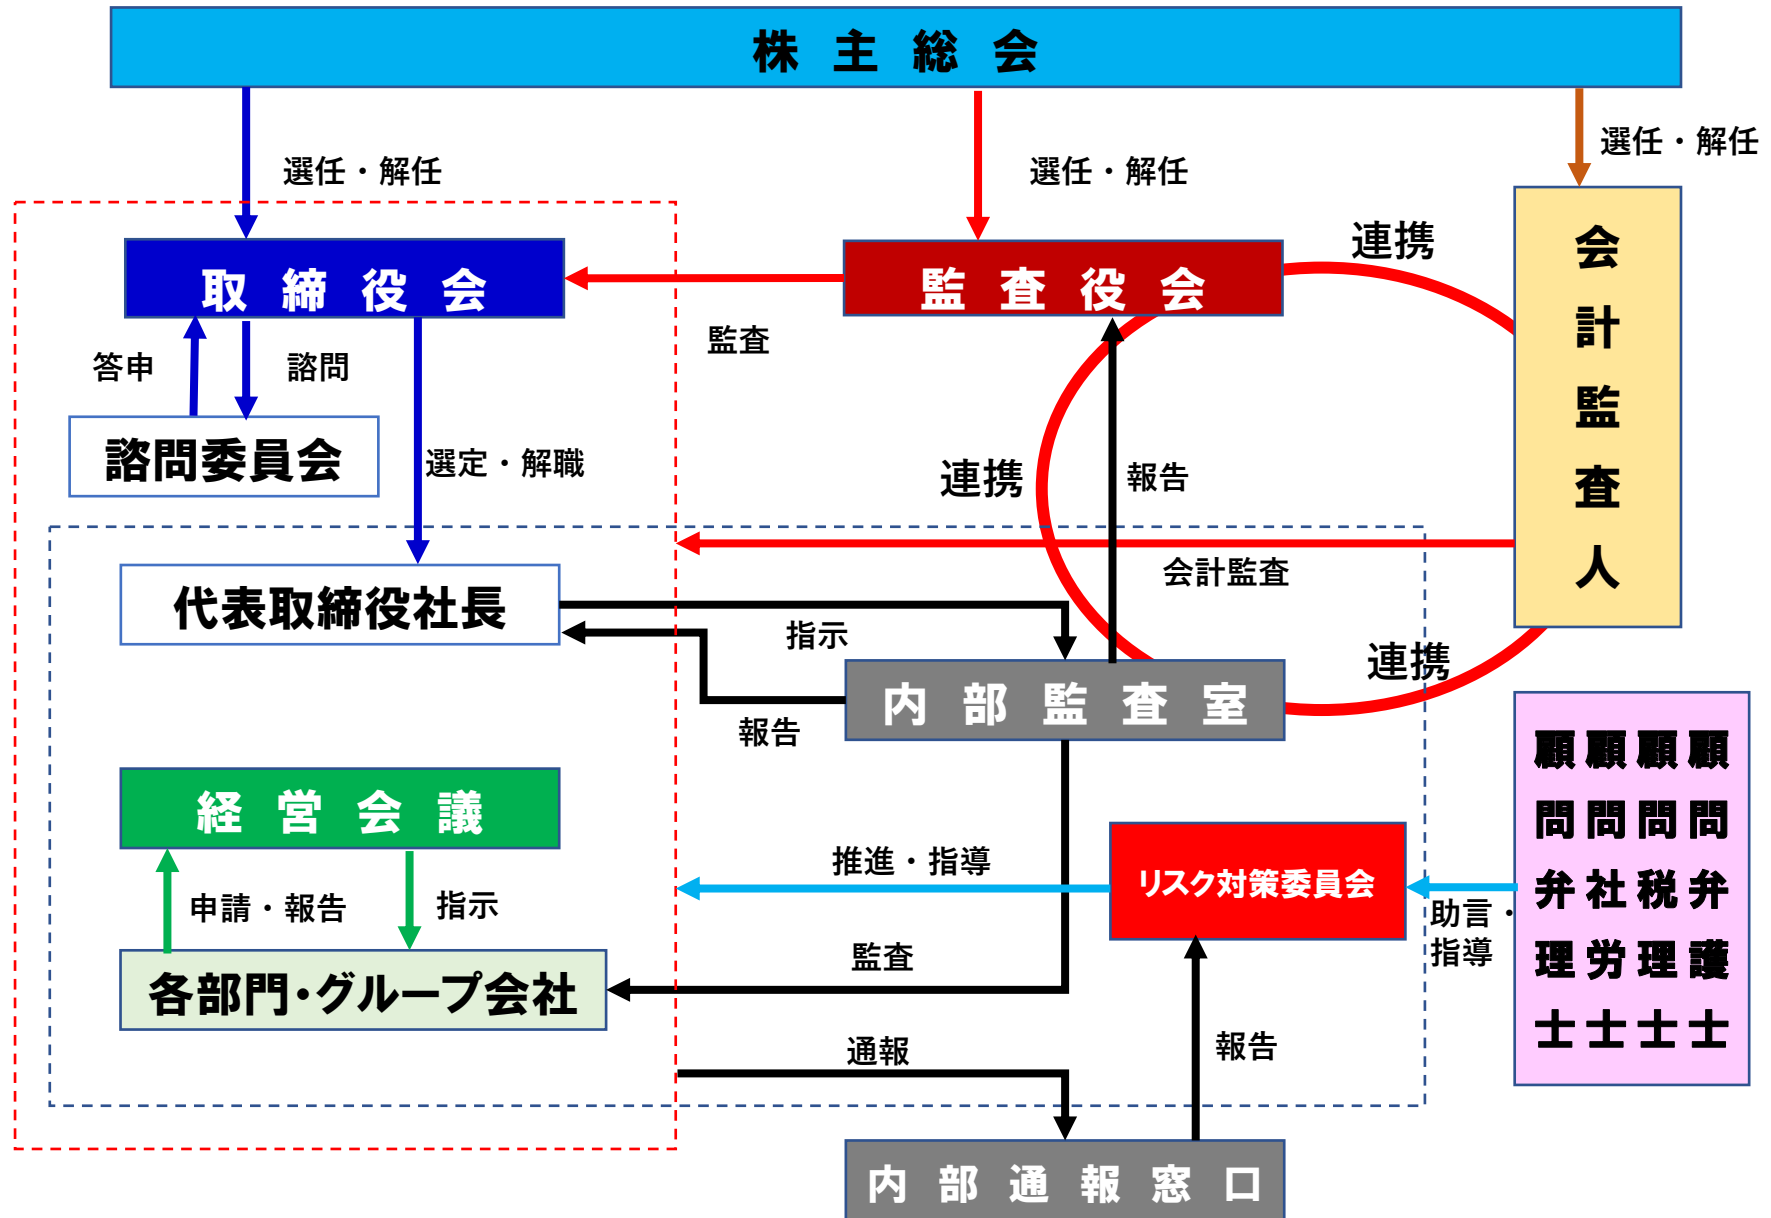 株主総会
選任・解任
選任・解任
選任・解任
取締役会
監査役会
連携
会計監査人
監査
答申
諮問
諮問委員会
選定・解職
連携
報告
会計監査
代表取締役社長
指示
報告
内部監査室
連携
経営会議
申請・報告
指示
各部門・グループ会社
推進・指導
リスク対策委員会
助言・
指導
顧問弁護士
顧問税理士
顧問社労士
顧問弁理士
監査
通報
報告
内部通報窓口